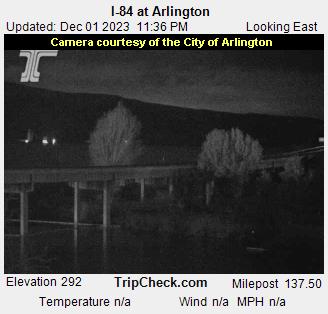 I-84 at Arlington
Updated: Dec 01 2023 11:36 PM Looking East
Camera courtesy of the City of Arlington
Elevation 292 TripCheck.com Milepost 137.50
Temperature n/a Wind n/a MPH n/a